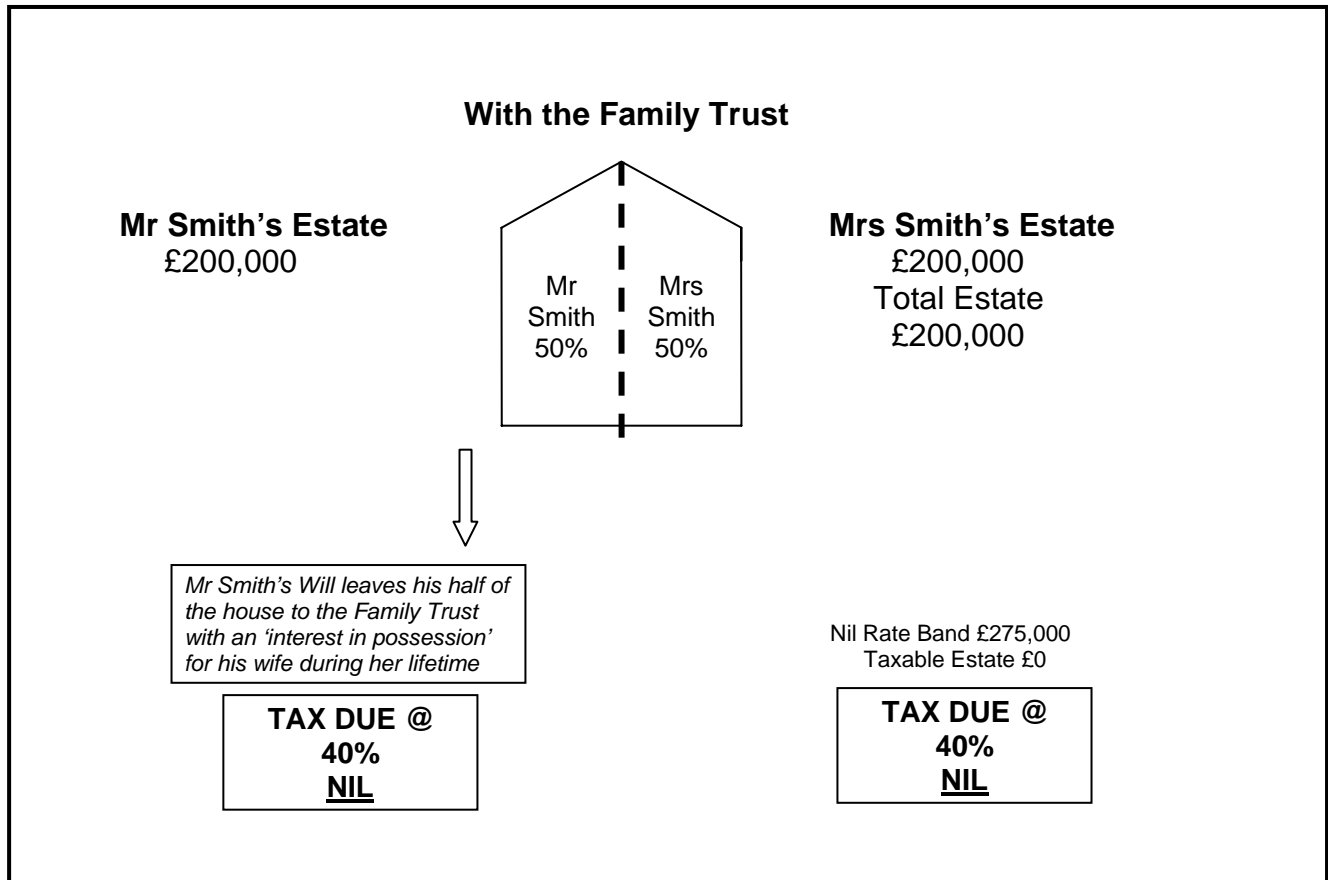 With the Family Trust
Mr Smith’s Estate
£200,000
Mr
Smith
50%
Mrs
Smith
50%
Mrs Smith’s Estate
£200,000
Total Estate
£200,000
Mr Smith’s Will leaves his half of
the house to the Family Trust
with an ‘interest in possession’
for his wife during her lifetime
TAX DUE @
40%
NIL
Nil Rate Band £275,000
Taxable Estate £0
TAX DUE @
40%
NIL